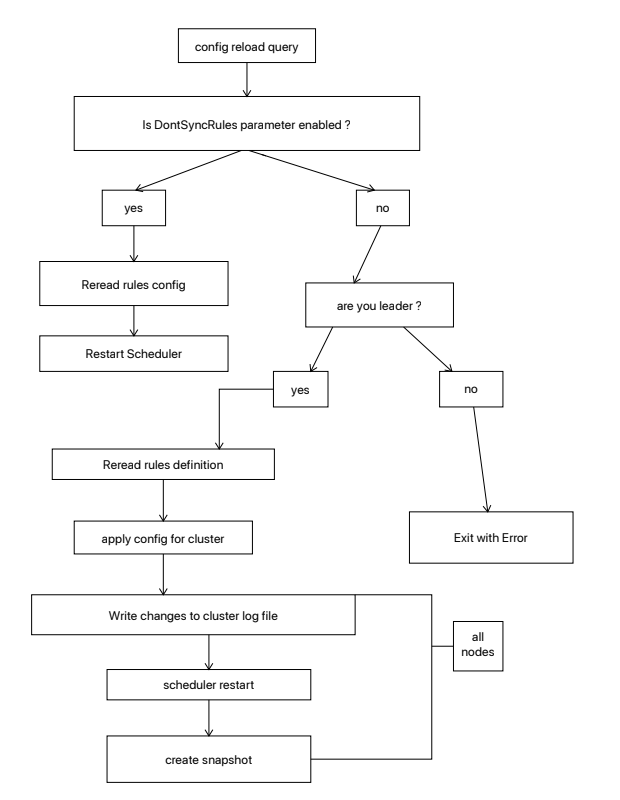 config reload query
Is DontSyncRules parameter enabled ?
yes
no
Reread rules config
are you leader ?
Restart Scheduler
yes
no
Reread rules definition
apply config for cluster
Exit with Error
Write changes to cluster log file
all
nodes
scheduler restart
create snapshot